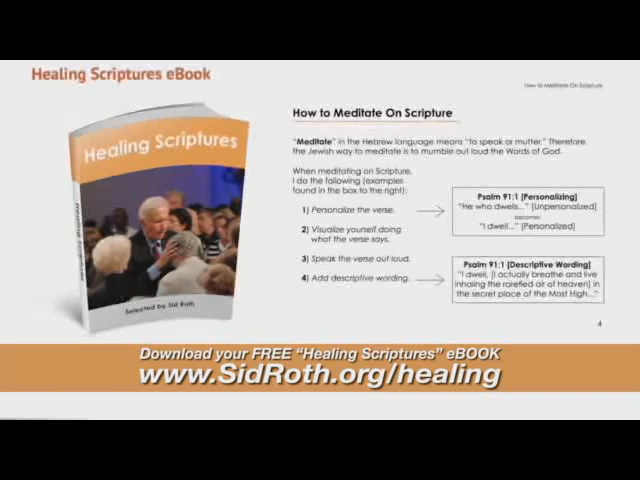 Healing Scriptures eBook
How to Meditate On Scripture
How to Meditate On Scripture
"Meditate" in the Hebrew language means "to speak or mutter." Therefore,
the Jewish way to meditate is to mumble out loud the Words of God.
When meditating on Scripture,
I do the following (examples
found in the box to the right):
1) Personalize the verse.
2) Visualize yourself doing
what the verse says.
3) Speak the verse out loud.
4) Add descriptive wording.
Psalm 91:1 [Personalizing]
"He who dwells..." [Unpersonalized]
becomes
"I dwell..." [Personalized]
Psalm 91:1 [Descriptive Wording]
"I dwell, [I actually breathe and live
inhaling the rarefied air of heaven] in
the secret place of the Most High..."
4
Healing Scriptures
Healing Scriptures
Selected by Sid Roth
Download your FREE "Healing Scriptures" eBOOK
www.SidRoth.org/healing